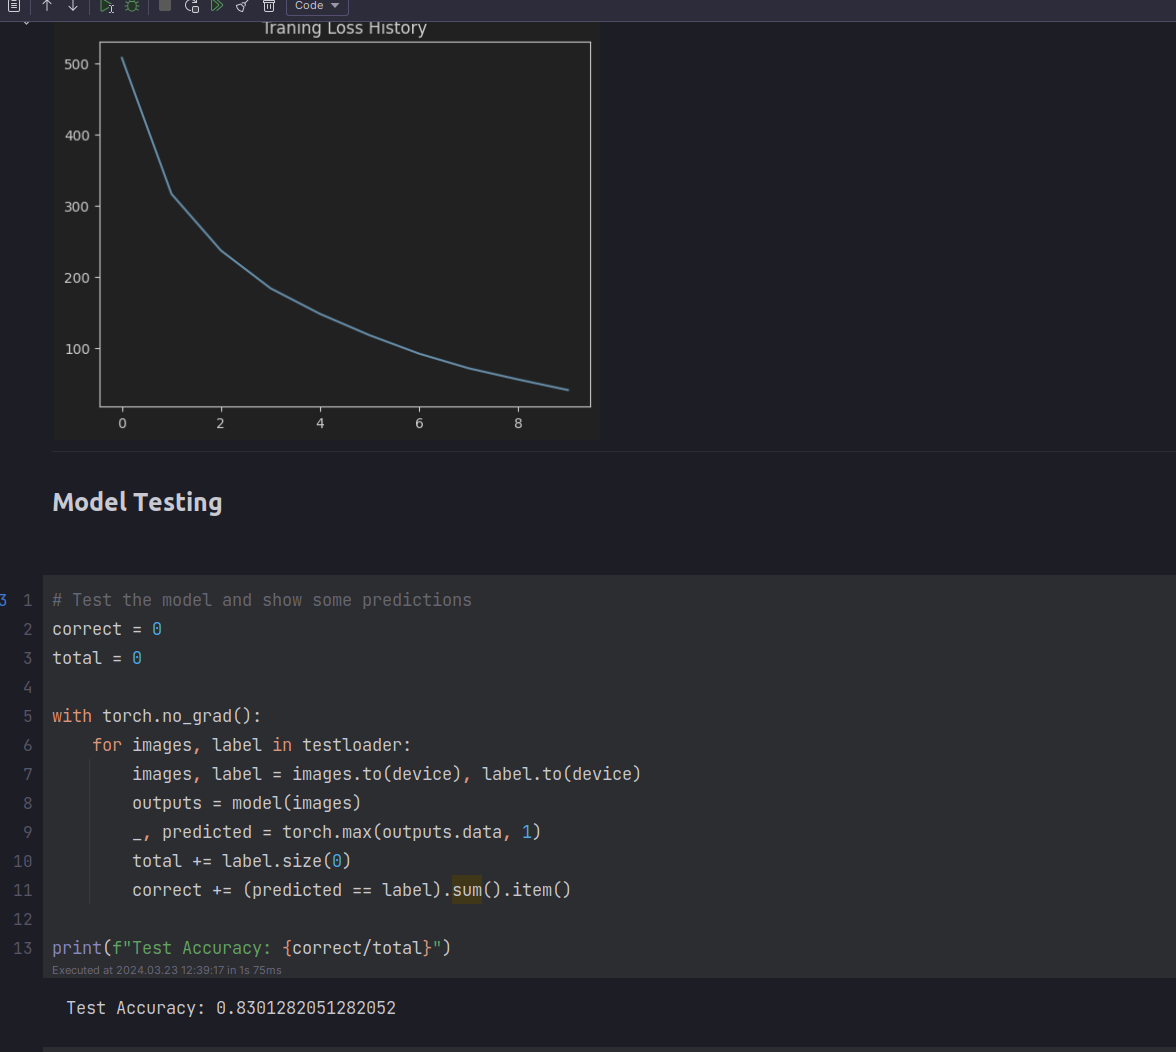 Code
Traning Loss History
500
400
300
200
100
0 2 4 6 8
Model Testing
3 1 # Test the model and show some predictions
2 correct = 0
3 total = 0
4
5 with torch.no_grad():
6 for images, label in testloader:
7 images, label = images.to(device), label.to(device)
8 outputs = model(images)
9 _, predicted = torch.max(outputs.data, 1)
10 total += label.size(0)
11 correct += (predicted == label).sum().item()
12
13 print(f"Test Accuracy: {correct/total}")
Executed at 2024.03.23 12:39:17 in 1s 75ms
Test Accuracy: 0.8301282051282052